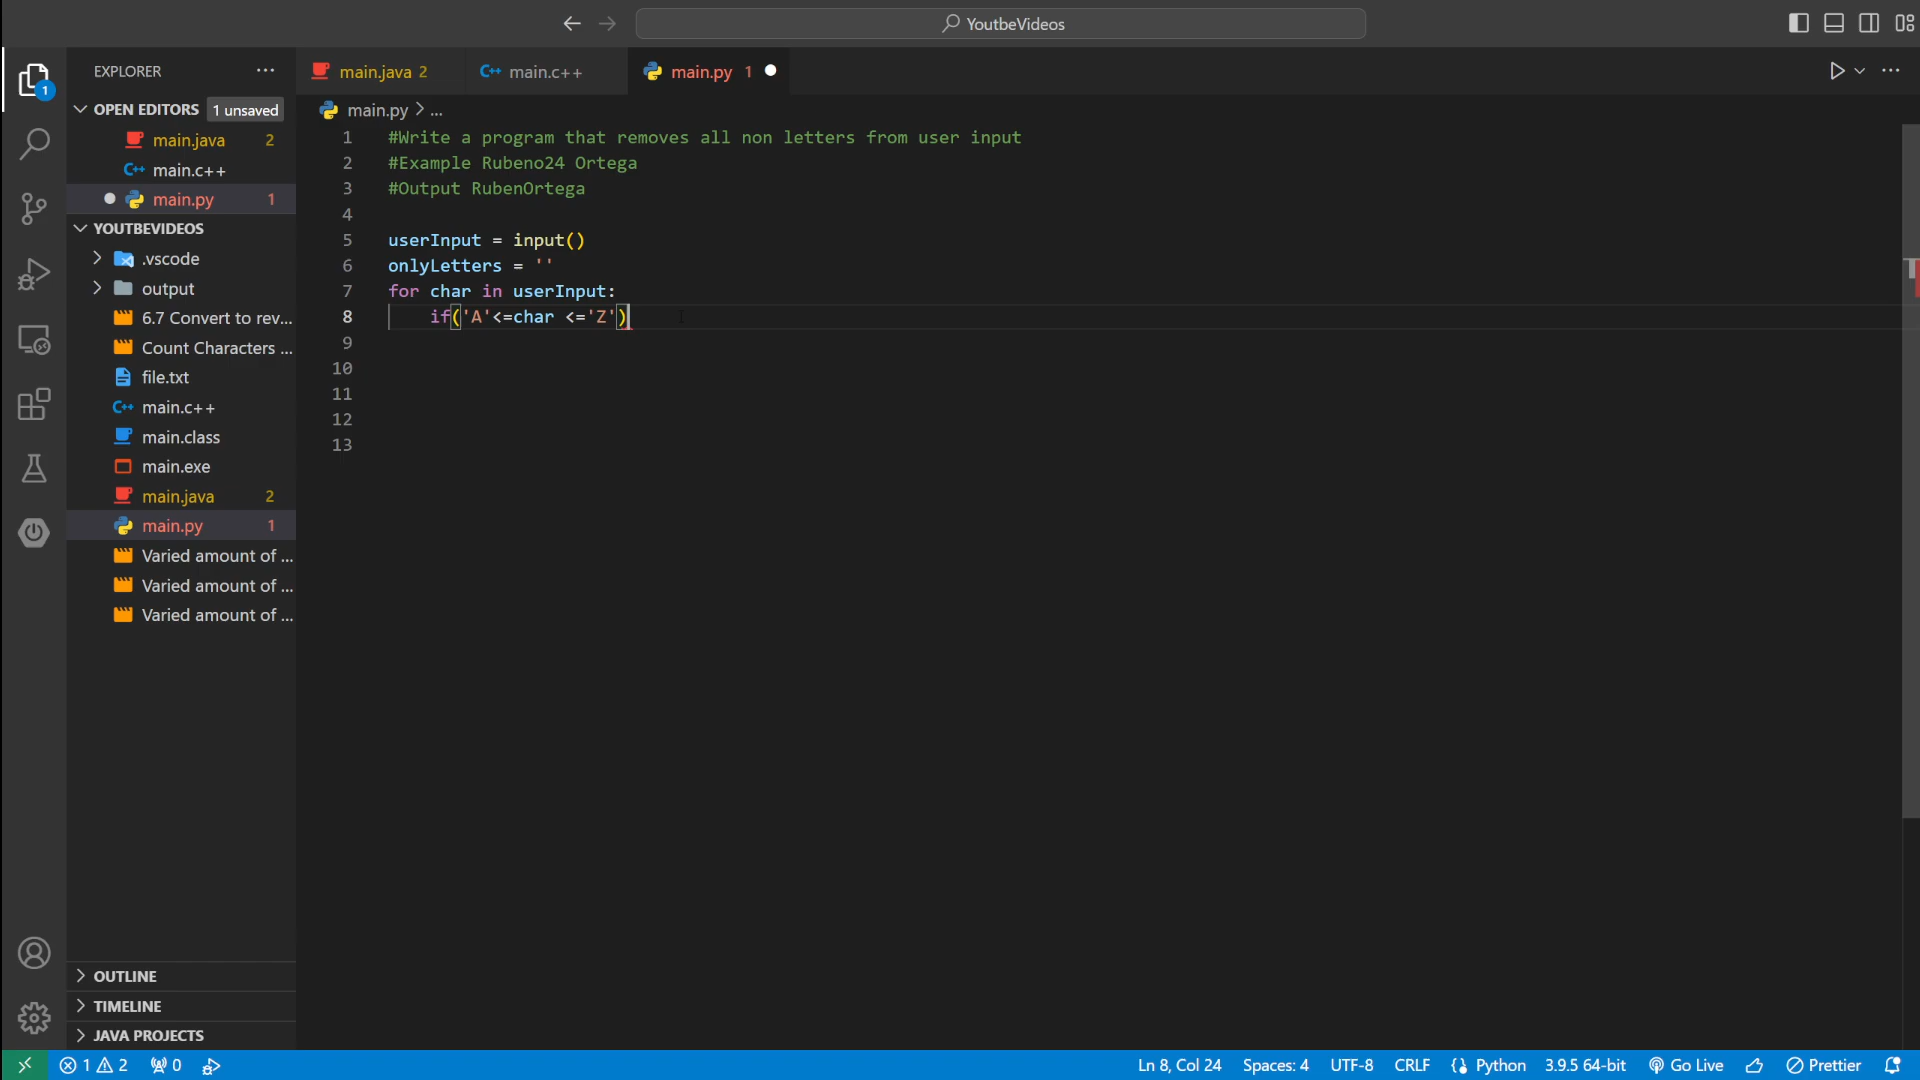 YoutbeVideos
EXPLORER
main.java 2
main.c++
main.py 1
1
OPEN EDITORS 1 unsaved
main.java 2
main.c++
main.py 1
YOUTBEVIDEOS
.vscode
output
6.7 Convert to rev...
Count Characters ...
file.txt
main.c++
main.class
main.exe
main.java 2
main.py 1
Varied amount of ...
Varied amount of ...
Varied amount of ...
OUTLINE
TIMELINE
JAVA PROJECTS
main.py > ...
1 #Write a program that removes all non letters from user input
2 #Example Rubeno24 Ortega
3 #Output RubenOrtega
4
5 userInput = input()
6 onlyLetters = ''
7 for char in userInput:
8 if('A'<=char <='Z')
9
10
11
12
13
1 2 0 Ln 8, Col 24 Spaces: 4 UTF-8 CRLF Python 3.9.5 64-bit Go Live Prettier